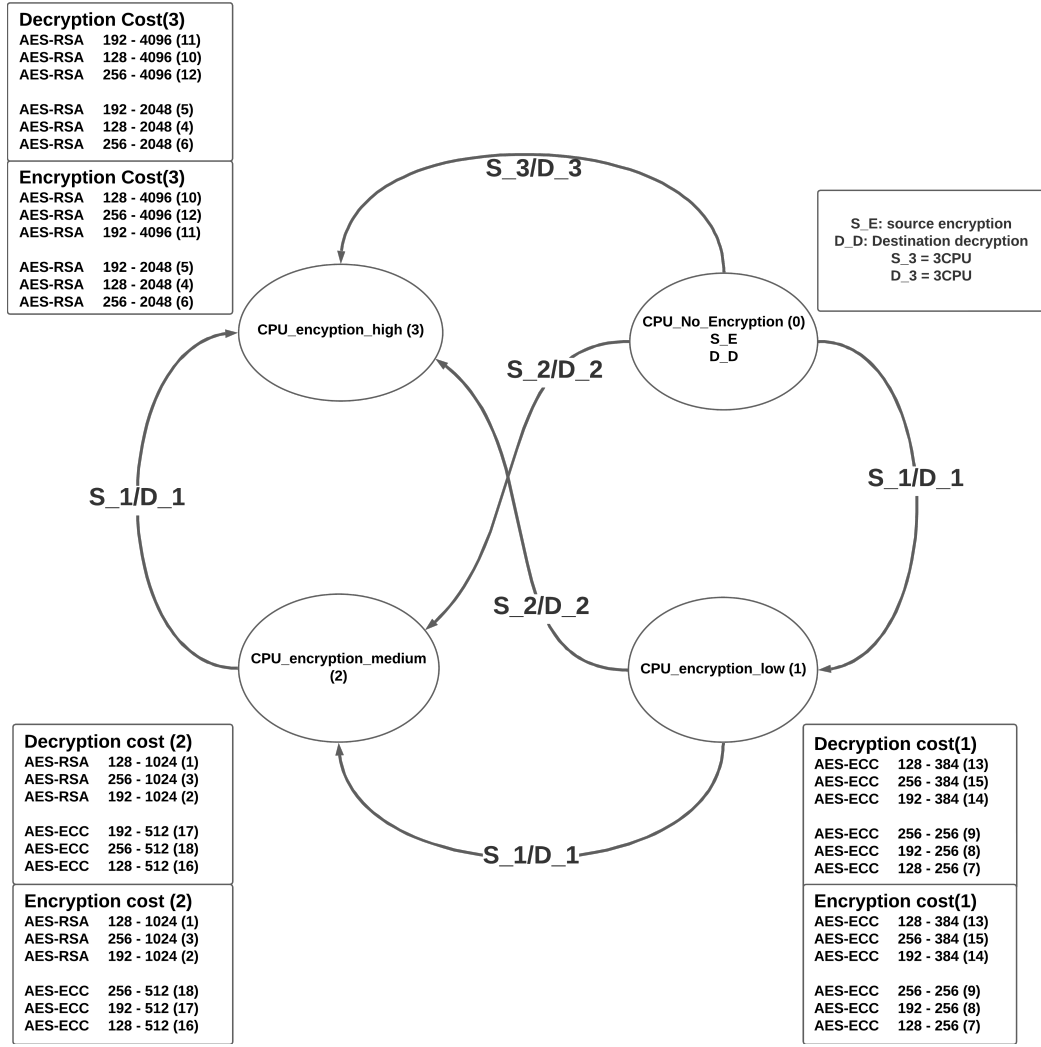 Decryption Cost(3)
AES-RSA 192 - 4096 (11)
AES-RSA 128 - 4096 (10)
AES-RSA 256 - 4096 (12)
AES-RSA 192 - 2048 (5)
AES-RSA 128 - 2048 (4)
AES-RSA 256 - 2048 (6)
Encryption Cost(3)
AES-RSA 128 - 4096 (10)
AES-RSA 256 - 4096 (12)
AES-RSA 192 - 4096 (11)
AES-RSA 192 - 2048 (5)
AES-RSA 128 - 2048 (4)
AES-RSA 256 - 2048 (6)
S_3/D_3
S_E: source encryption
D_D: Destination decryption
S_3 = 3CPU
D_3 = 3CPU
CPU_encyption_high (3)
CPU_No_Encryption (0)
S_E
D_D
S_2/D_2
S_1/D_1
S_1/D_1
S_2/D_2
CPU_encryption_medium
(2)
CPU_encryption_low (1)
S_1/D_1
Decryption cost (2)
AES-RSA 128 - 1024 (1)
AES-RSA 256 - 1024 (3)
AES-RSA 192 - 1024 (2)
AES-ECC 192 - 512 (17)
AES-ECC 256 - 512 (18)
AES-ECC 128 - 512 (16)
Encryption cost (2)
AES-RSA 128 - 1024 (1)
AES-RSA 256 - 1024 (3)
AES-RSA 192 - 1024 (2)
AES-ECC 256 - 512 (18)
AES-ECC 192 - 512 (17)
AES-ECC 128 - 512 (16)
Decryption cost(1)
AES-ECC 128 - 384 (13)
AES-ECC 256 - 384 (15)
AES-ECC 192 - 384 (14)
AES-ECC 256 - 256 (9)
AES-ECC 192 - 256 (8)
AES-ECC 128 - 256 (7)
Encryption cost(1)
AES-ECC 128 - 384 (13)
AES-ECC 256 - 384 (15)
AES-ECC 192 - 384 (14)
AES-ECC 256 - 256 (9)
AES-ECC 192 - 256 (8)
AES-ECC 128 - 256 (7)